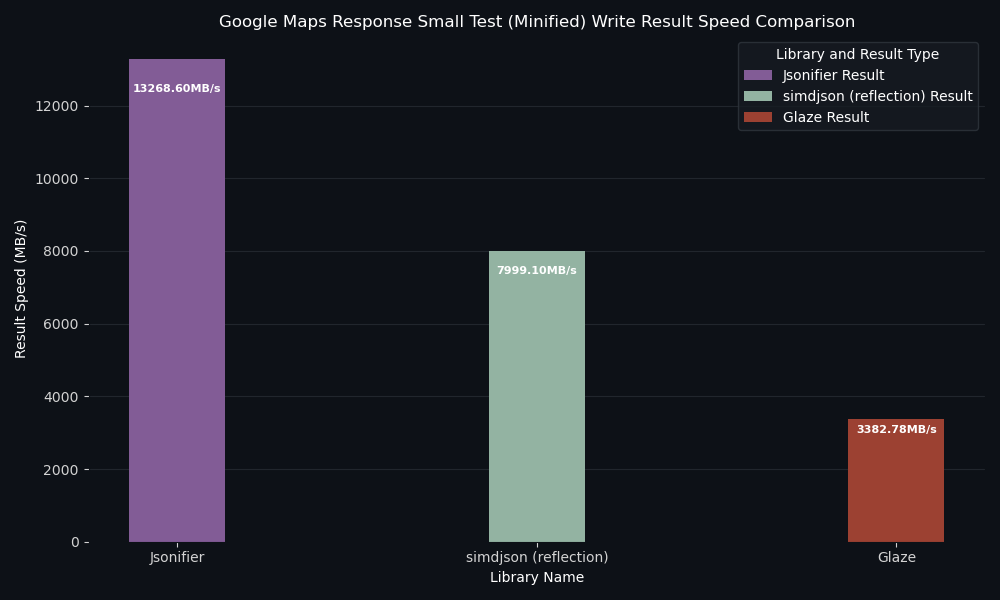 Google Maps Response Small Test (Minified) Write Result Speed Comparison
Library and Result Type
Jsonifier Result
simdjson (reflection) Result
Glaze Result
13268.60MB/s
7999.10MB/s
3382.78MB/s
12000
10000
8000
6000
4000
2000
0
Result Speed (MB/s)
Jsonifier
simdjson (reflection)
Glaze
Library Name